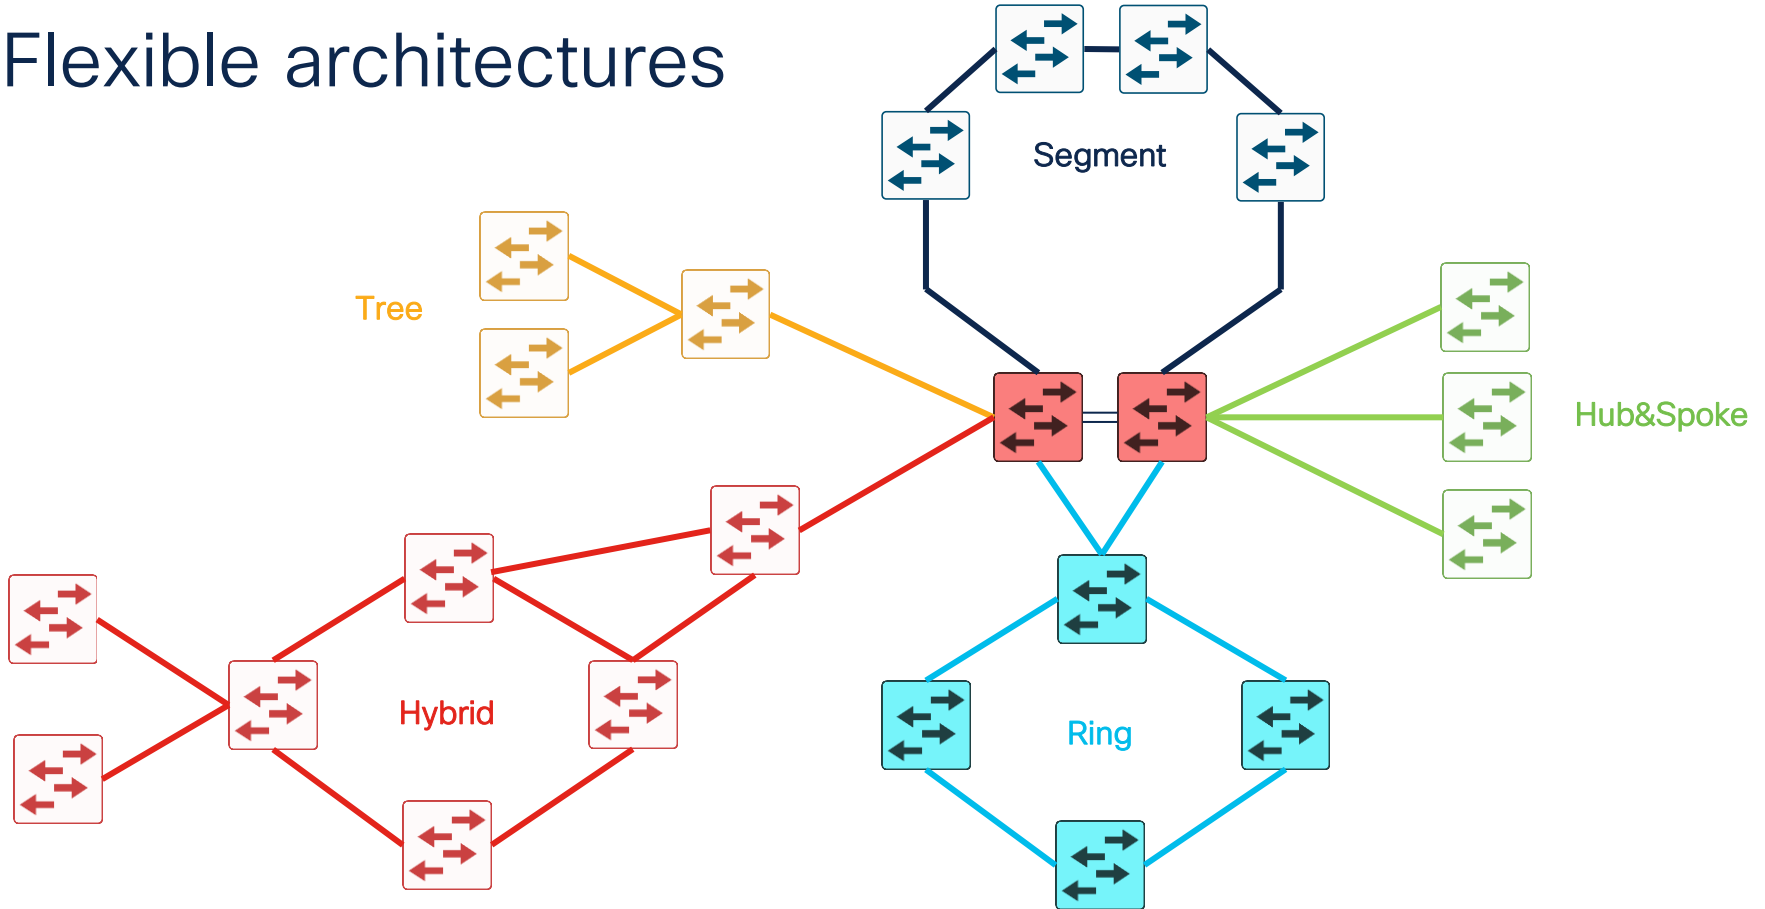 Flexible architectures
Segment
Tree
Hub&Spoke
Hybrid
Ring